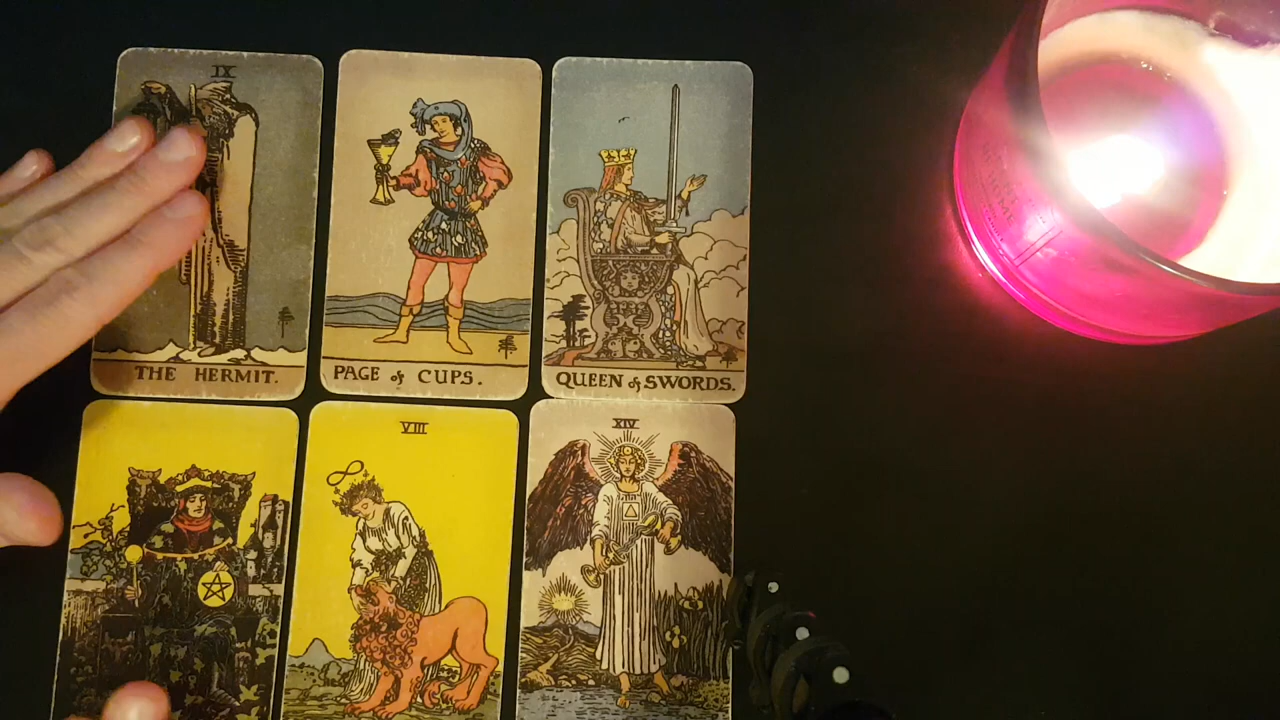 IX
THE HERMIT.
PAGE of CUPS.
QUEEN of SWORDS.
VIII
XIV